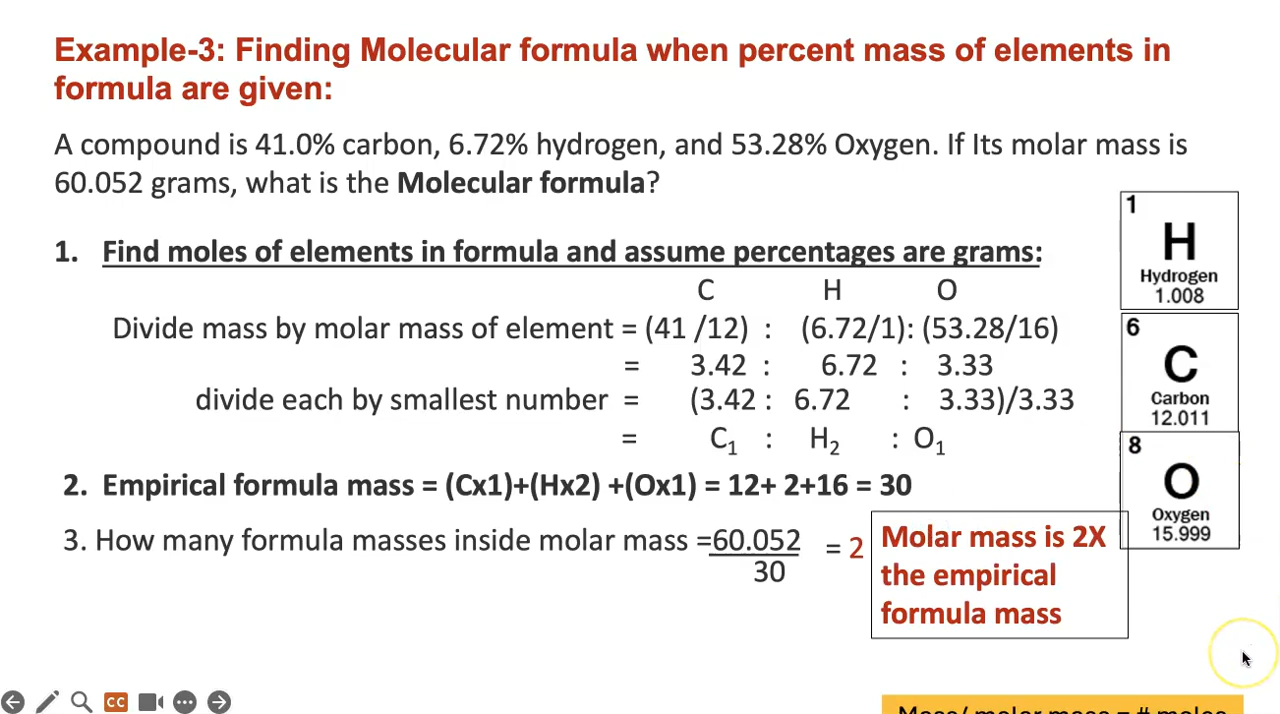 Example-3: Finding Molecular formula when percent mass of elements in
formula are given:
A compound is 41.0% carbon, 6.72% hydrogen, and 53.28% Oxygen. If Its molar mass is
60.052 grams, what is the Molecular formula?
1. Find moles of elements in formula and assume percentages are grams:
C H O
Divide mass by molar mass of element = (41 /12) : (6.72/1): (53.28/16)
= 3.42 : 6.72 : 3.33
divide each by smallest number = (3.42 : 6.72 : 3.33)/3.33
= C₁ : H₂ : O₁
2. Empirical formula mass = (Cx1)+(Hx2) +(Ox1) = 12+ 2+16 = 30
3. How many formula masses inside molar mass =60.052 = 2
30
Molar mass is 2X
the empirical
formula mass
1
H
Hydrogen
1.008
6
C
Carbon
12.011
8
O
Oxygen
15.999
CC
Mass/ molar mass = # moles